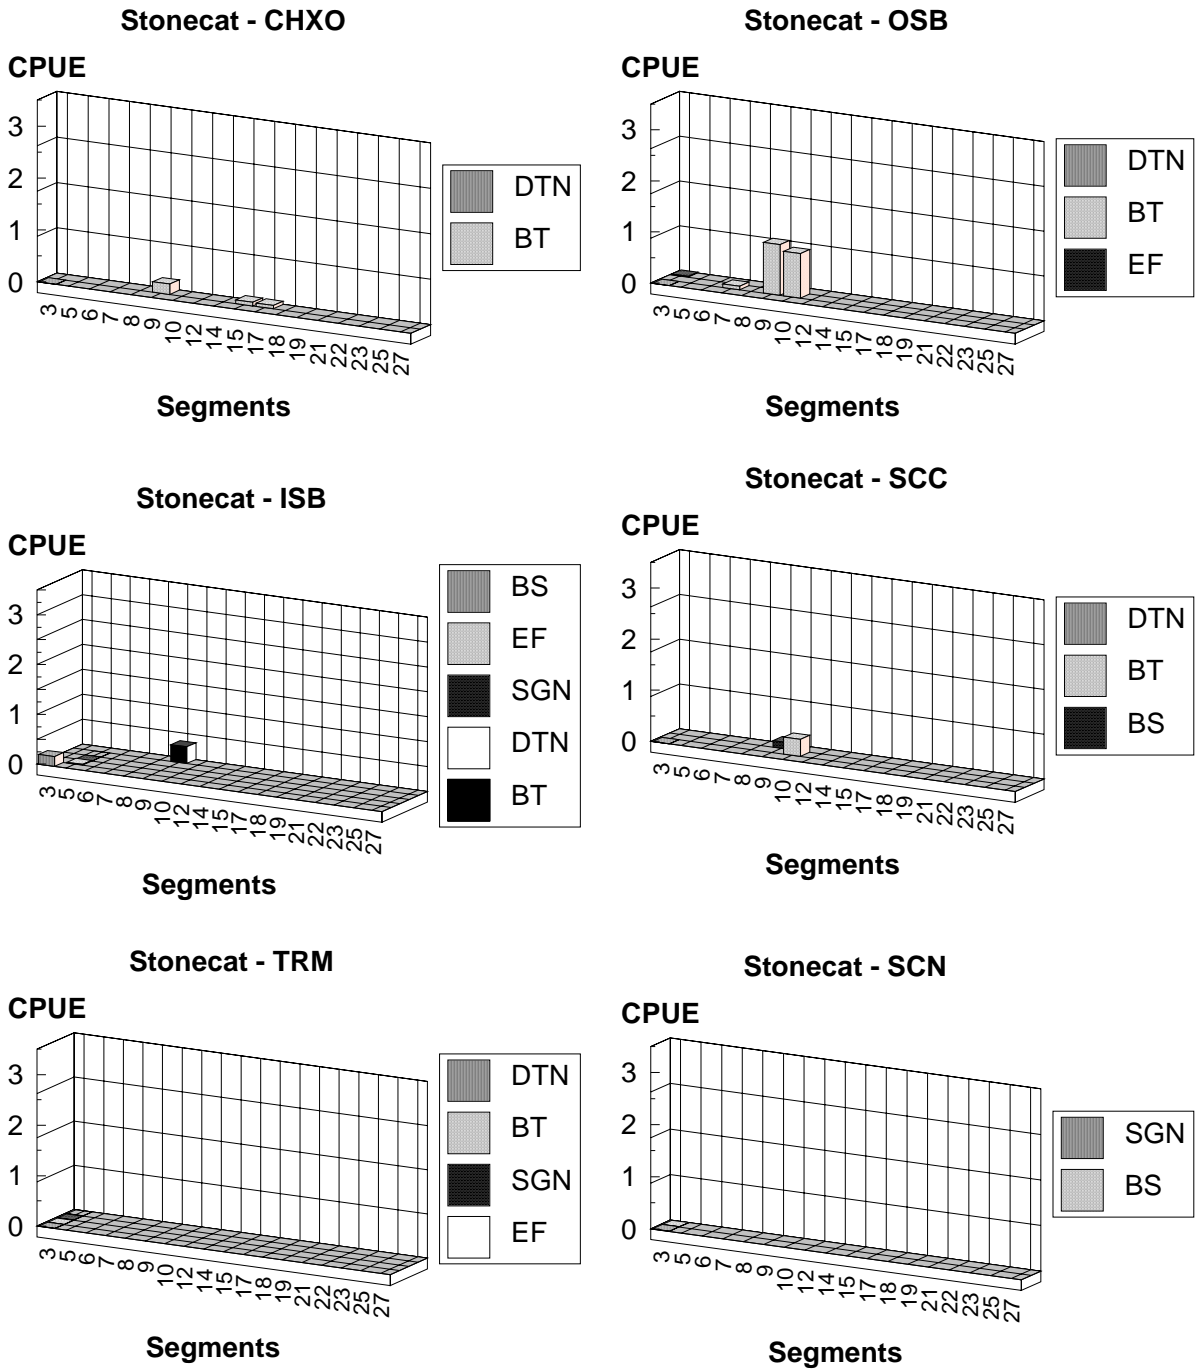 Stonecat - CHXO
CPUE
3
2
1
0
3 5 6 7 8 9 10 12 14 15 17 18 19 21 22 23 25 27
Segments
DTN
BT
Stonecat - OSB
CPUE
3
2
1
0
3 5 6 7 8 9 10 12 14 15 17 18 19 21 22 23 25 27
Segments
DTN
BT
EF
Stonecat - ISB
CPUE
3
2
1
0
3 5 6 7 8 9 10 12 14 15 17 18 19 21 22 23 25 27
Segments
BS
EF
SGN
DTN
BT
Stonecat - SCC
CPUE
3
2
1
0
3 5 6 7 8 9 10 12 14 15 17 18 19 21 22 23 25 27
Segments
DTN
BT
BS
Stonecat - TRM
CPUE
3
2
1
0
3 5 6 7 8 9 10 12 14 15 17 18 19 21 22 23 25 27
Segments
DTN
BT
SGN
EF
Stonecat - SCN
CPUE
3
2
1
0
3 5 6 7 8 9 10 12 14 15 17 18 19 21 22 23 25 27
Segments
SGN
BS